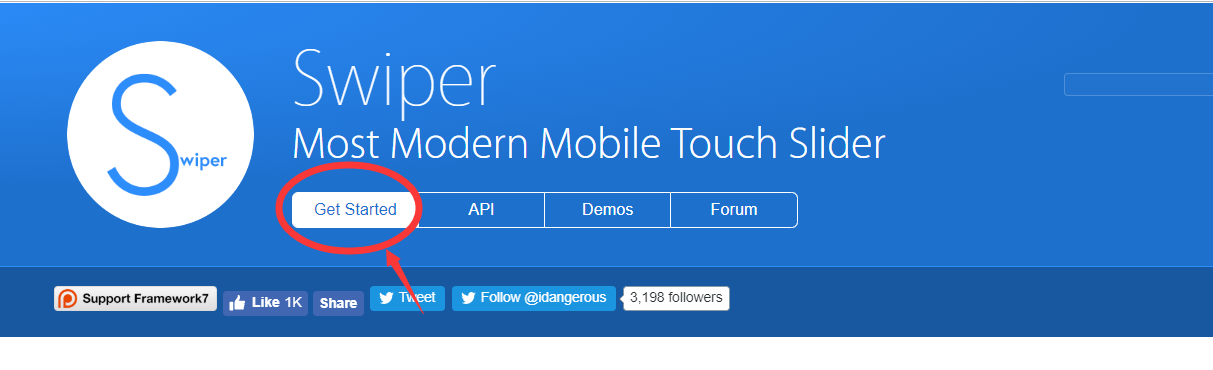 Swiper
Swiper
Most Modern Mobile Touch Slider
Get Started API Demos Forum
Support Framework7 Like 1K Share Tweet Follow @idangerous 3,198 followers